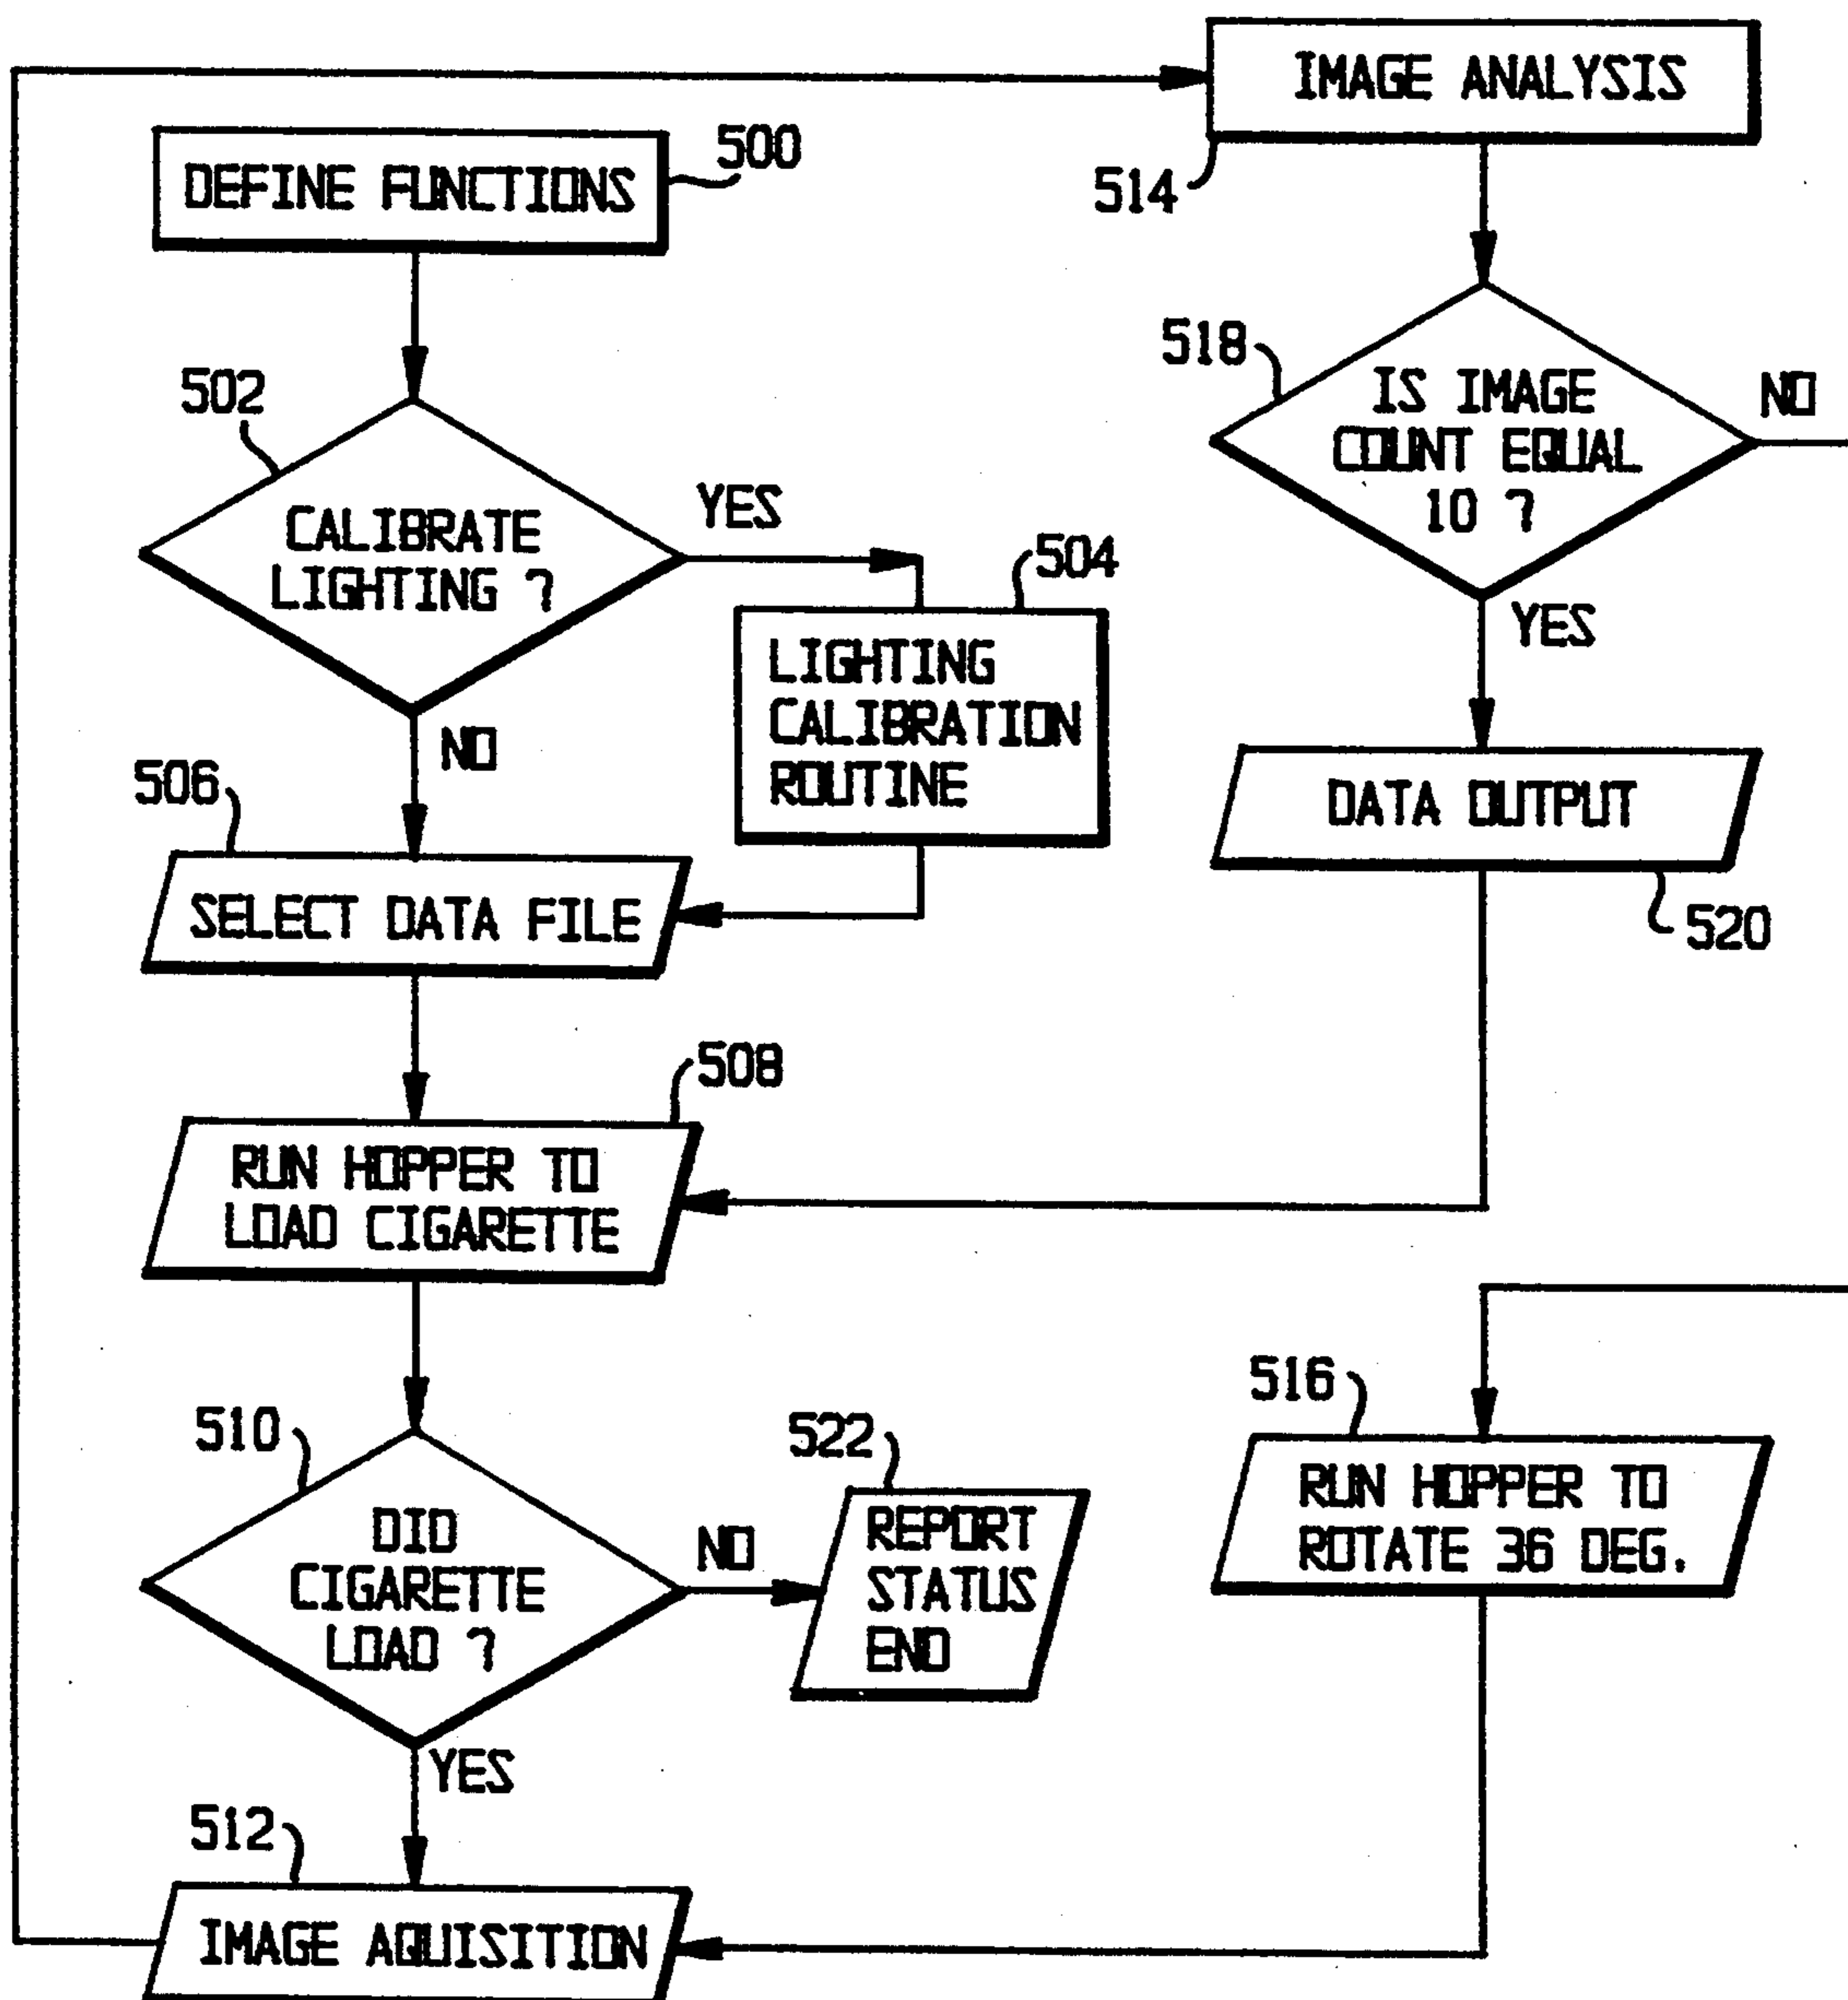 DEFINE FUNCTIONS
500
502
CALIBRATE
LIGHTING ?
YES
NO
504
LIGHTING
CALIBRATION
ROUTINE
506
SELECT DATA FILE
508
RUN HOPPER TO
LOAD CIGARETTE
510
DID
CIGARETTE
LOAD ?
NO
YES
522
REPORT
STATUS
END
512
IMAGE AQUISITION
IMAGE ANALYSIS
514
518
IS IMAGE
COUNT EQUAL
10 ?
NO
YES
DATA OUTPUT
520
516
RUN HOPPER TO
ROTATE 36 DEG.